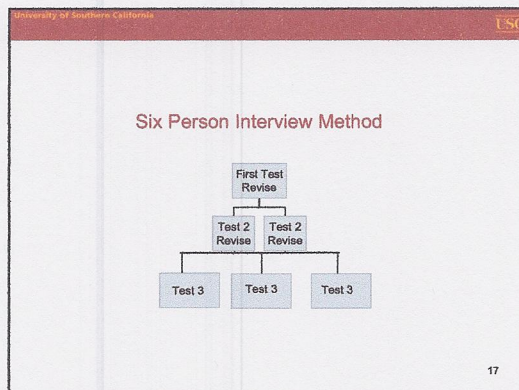 University of Southern California
USC
Six Person Interview Method
First Test
Revise
Test 2
Revise
Test 2
Revise
Test 3
Test 3
Test 3
17